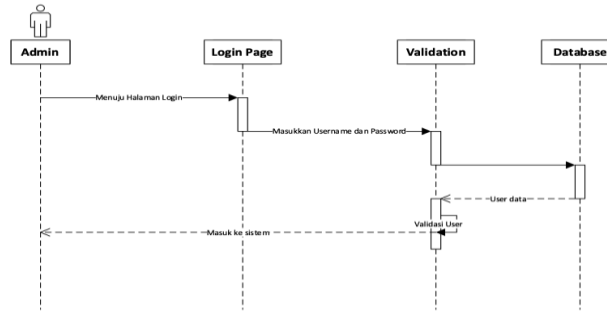 Admin
Login Page
Validation
Database
Menuju Halaman Login
Masukkan Username dan Password
User data
Validasi User
Masuk ke sistem